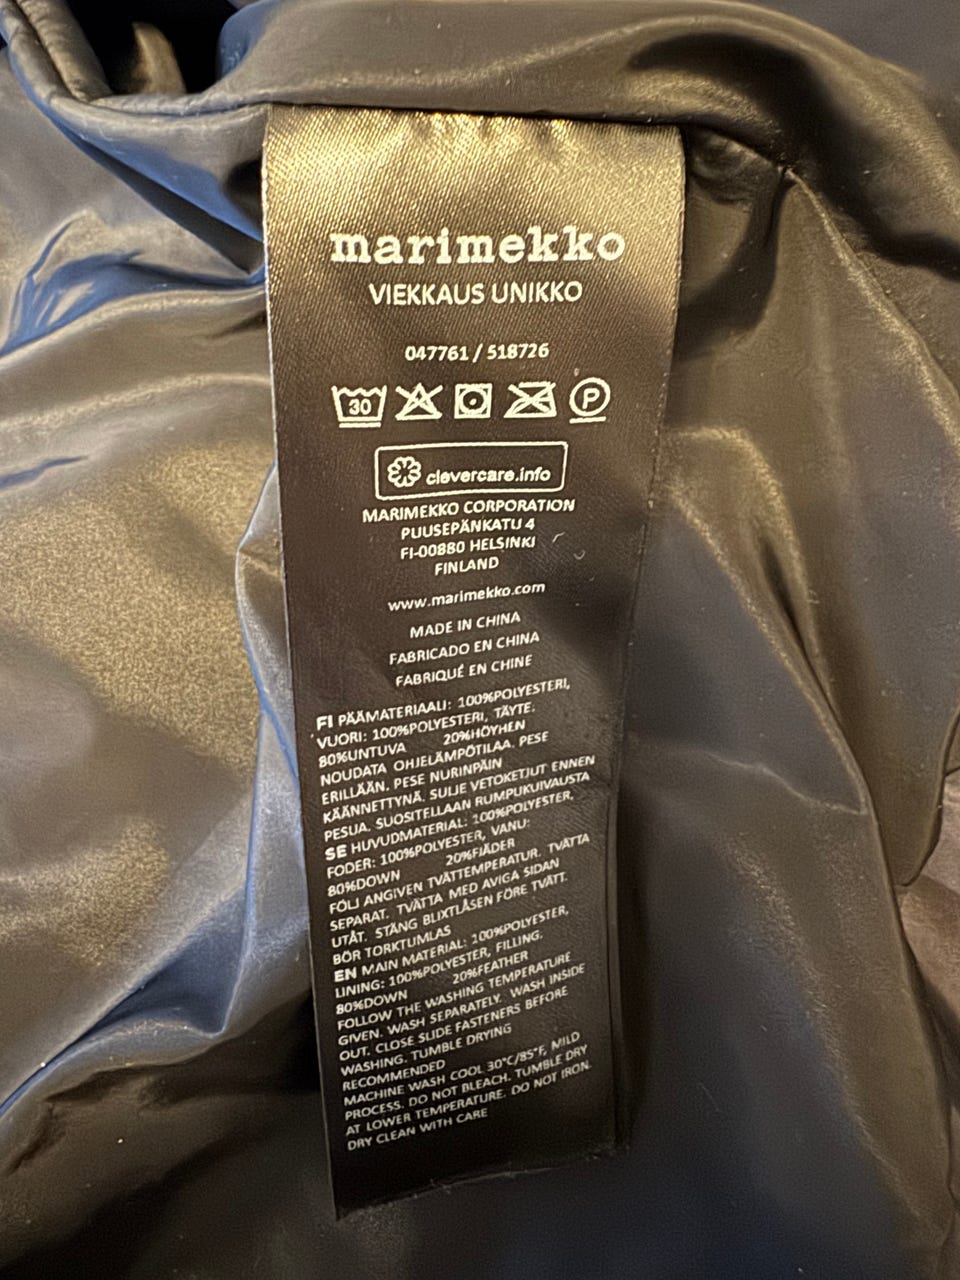 marimekko
VIEKKAUS UNIKKO
047761 / 518726
30 P
clevercare.info
MARIMEKKO CORPORATION
PUUSEPÄNKATU 4
FI-00880 HELSINKI
FINLAND
www.marimekko.com
MADE IN CHINA
FABRICADO EN CHINA
FABRIQUÉ EN CHINE
FI PÄÄMATERIAALI: 100%POLYESTERI,
VUORI: 100%POLYESTERI, TÄYTE:
80%UNTUVA 20%HÖYHEN
NOUDATA OHJELÄMPÖTILAA. PESE
ERILLÄÄN. PESE NURINPÄIN
KÄÄNNETTYNÄ. SULJE VETOKETJUT ENNEN
PESUA. SUOSITELLAAN RUMPUKUIVAUSTA
SE HUVUDMATERIAL: 100%POLYESTER,
FODER: 100%POLYESTER, VANU:
80%DOWN 20%FJÄDER
FÖLJ ANGIVEN TVÄTTEMPERATUR. TVÄTTA
SEPARAT. TVÄTTA MED AVIGA SIDAN
UTÅT. STÄNG BLIXTLÅSEN FÖRE TVÄTT.
BÖR TORKTUMLAS
EN MAIN MATERIAL: 100%POLYESTER,
LINING: 100%POLYESTER, FILLING:
80%DOWN 20%FEATHER
FOLLOW THE WASHING TEMPERATURE
GIVEN. WASH SEPARATELY. WASH INSIDE
OUT. CLOSE SLIDE FASTENERS BEFORE
WASHING. TUMBLE DRYING
RECOMMENDED
MACHINE WASH COOL 30°C/85°F, MILD
PROCESS. DO NOT BLEACH. TUMBLE DRY
AT LOWER TEMPERATURE. DO NOT IRON.
DRY CLEAN WITH CARE